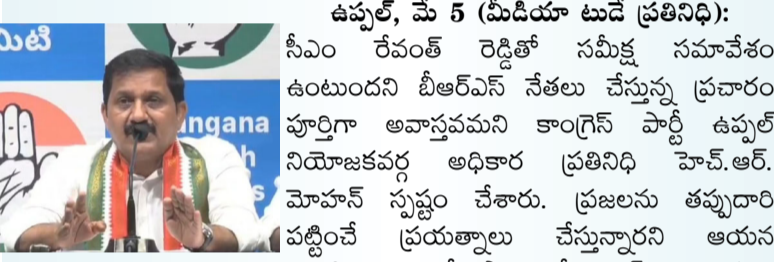 ఉప్పల్, మే 5 (మీడియా టుడే ప్రతినిధి):
సీఎం రేవంత్ రెడ్డితో సమీక్ష సమావేశం
ఉంటుందని బీఆర్ఎస్ నేతలు చేస్తున్న ప్రచారం
పూర్తిగా అవాస్తవమని కాంగ్రెస్ పార్టీ ఉప్పల్
నియోజకవర్గ అధికార ప్రతినిధి హెచ్.ఆర్.
మోహన్ స్పష్టం చేశారు. ప్రజలను తప్పుదారి
పట్టించే ప్రయత్నాలు చేస్తున్నారని ఆయన
మిటి
ngana
h
s